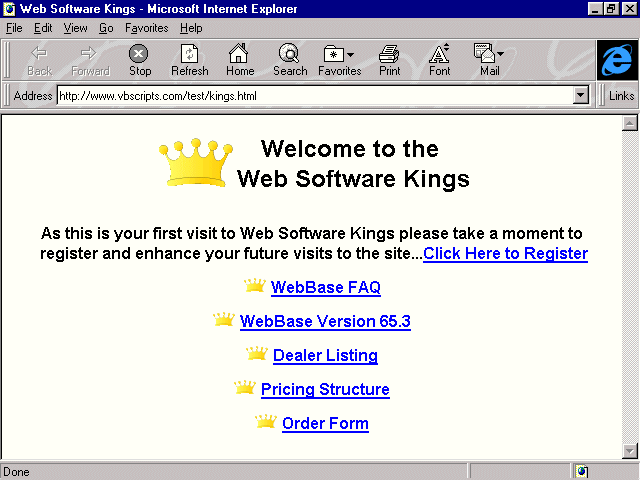 Web Software Kings - Microsoft Internet Explorer
File Edit View Go Favorites Help
Back Forward Stop Refresh Home Search Favorites Print Font Mail
Address http://www.vbscripts.com/test/kings.html Links
Welcome to the
Web Software Kings
As this is your first visit to Web Software Kings please take a moment to
register and enhance your future visits to the site...Click Here to Register
WebBase FAQ
WebBase Version 65.3
Dealer Listing
Pricing Structure
Order Form
Done